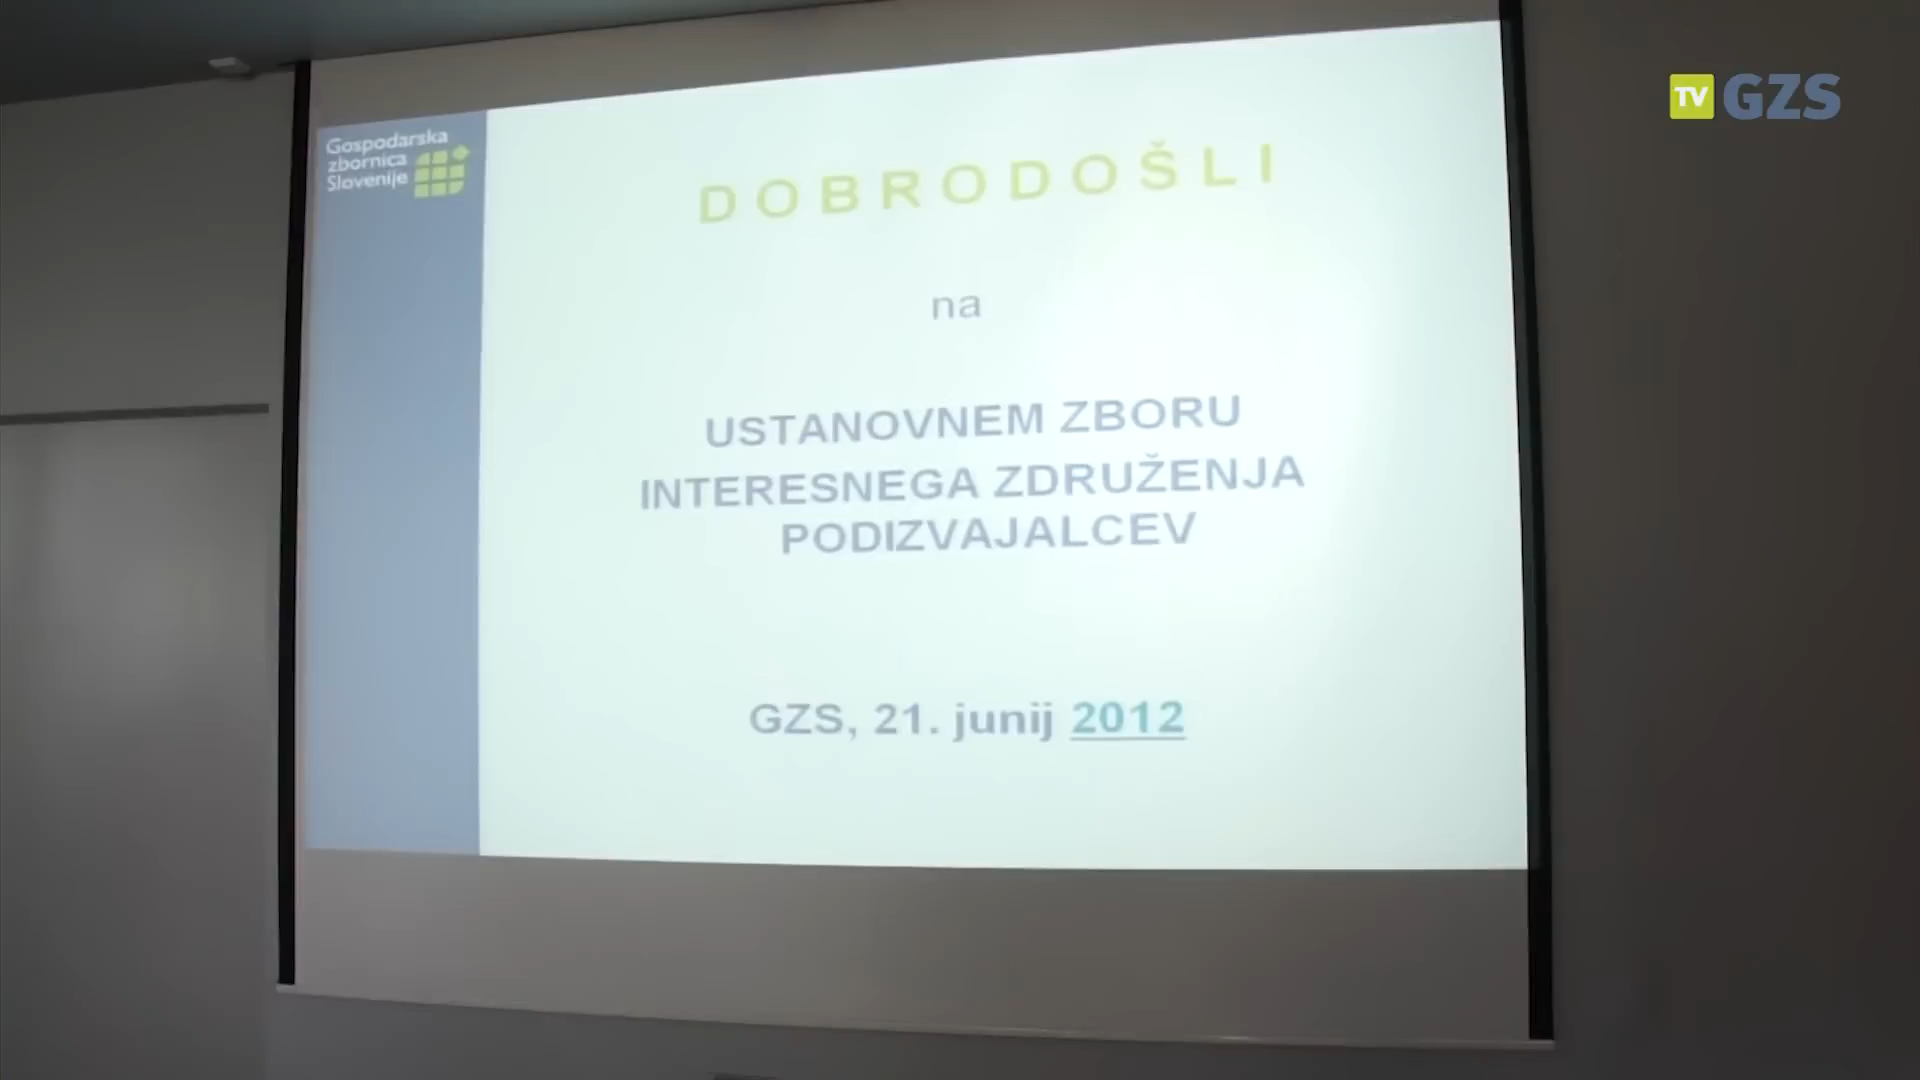 TV GZS
Gospodarska
zbornica
Slovenije
DOBRODOŠLI
na
USTANOVNEM ZBORU
INTERESNEGA ZDRUŽENJA
PODIZVAJALCEV
GZS, 21. junij 2012